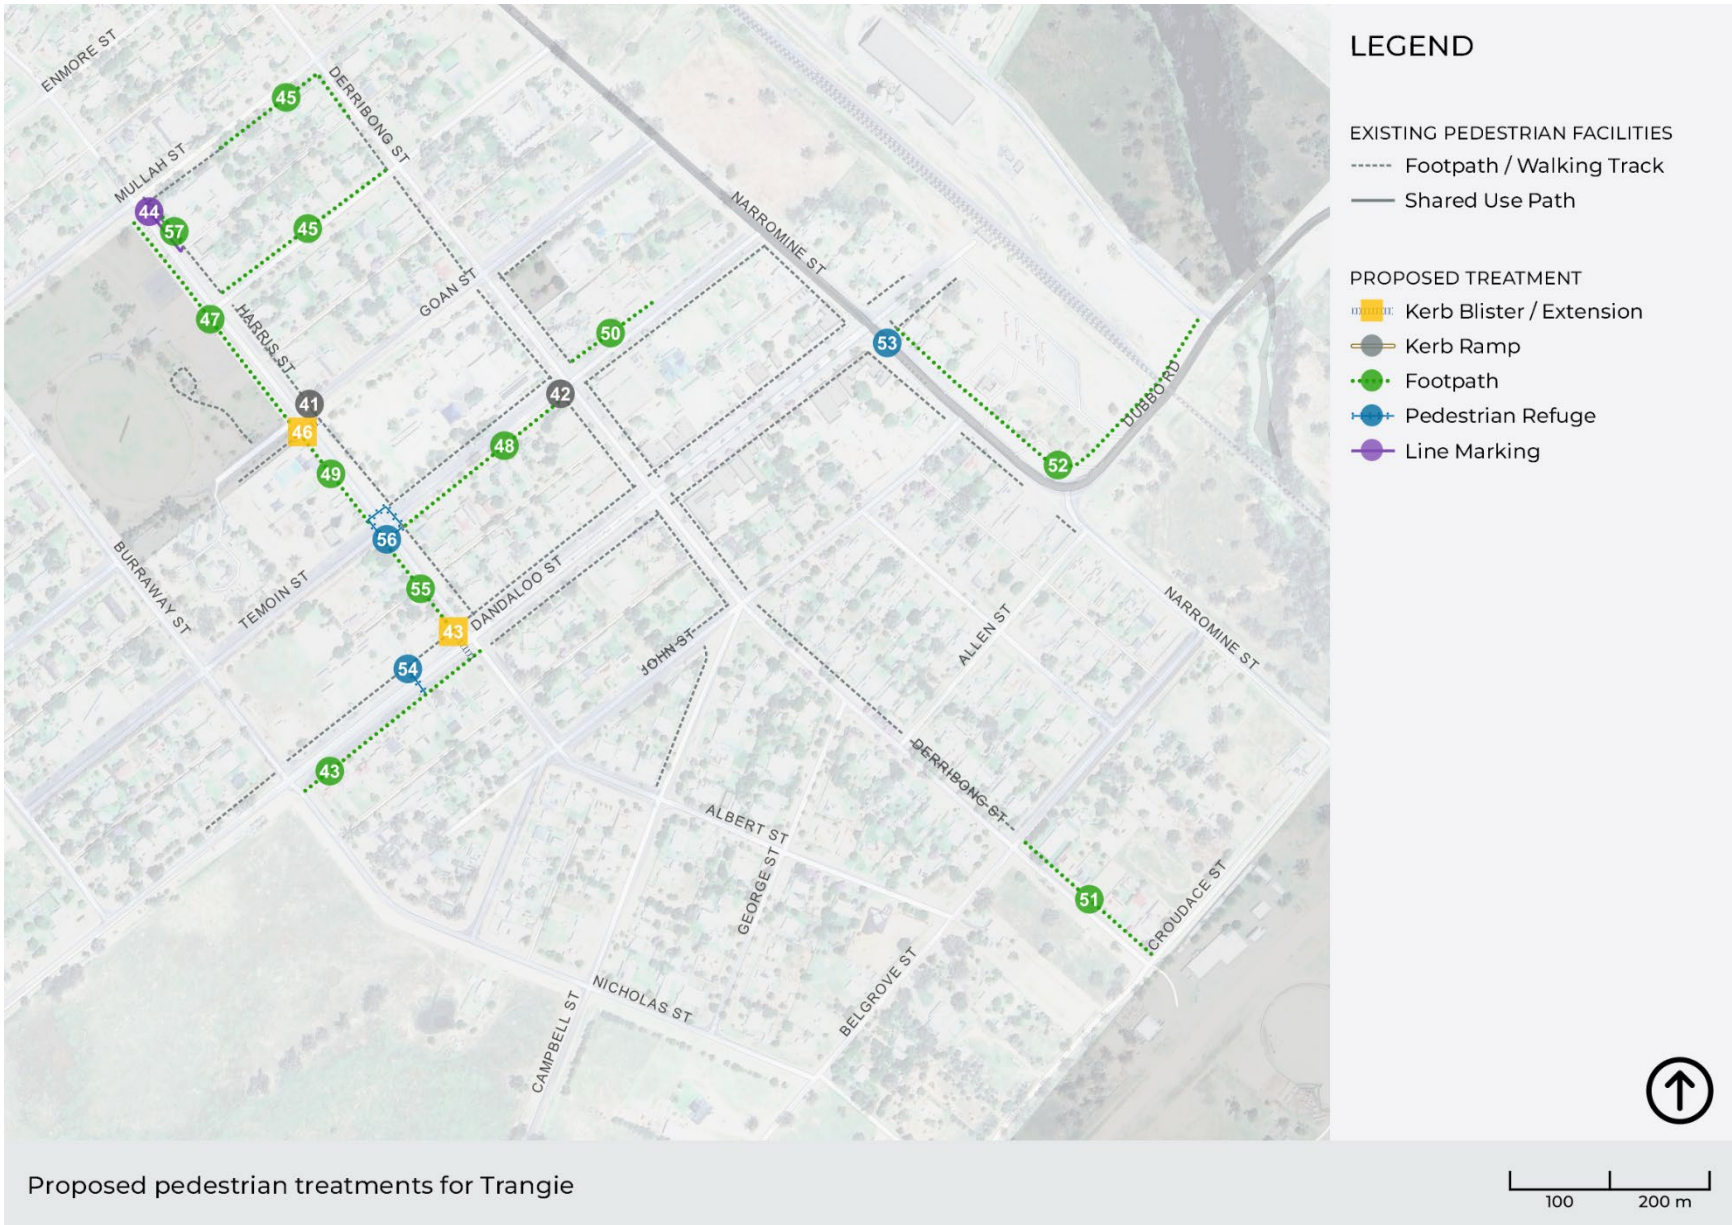 ENMORE ST
DERRIBONG ST
45
MULLAH ST
44
57
45
NARROMINE ST
GOAN ST
47
HARRIS ST
50
53
41
42
46
DUBBO RD
48
49
52
56
BURRAWAY ST
TEMOIN ST
55
DANDALOO ST
43
54
JOHN ST
ALLEN ST
NARROMINE ST
43
DERRIBONG ST
ALBERT ST
GEORGE ST
51
CROUDACE ST
BELGROVE ST
NICHOLAS ST
CAMPBELL ST
LEGEND
EXISTING PEDESTRIAN FACILITIES
Footpath / Walking Track
Shared Use Path
PROPOSED TREATMENT
Kerb Blister / Extension
Kerb Ramp
Footpath
Pedestrian Refuge
Line Marking
Proposed pedestrian treatments for Trangie
100 200 m